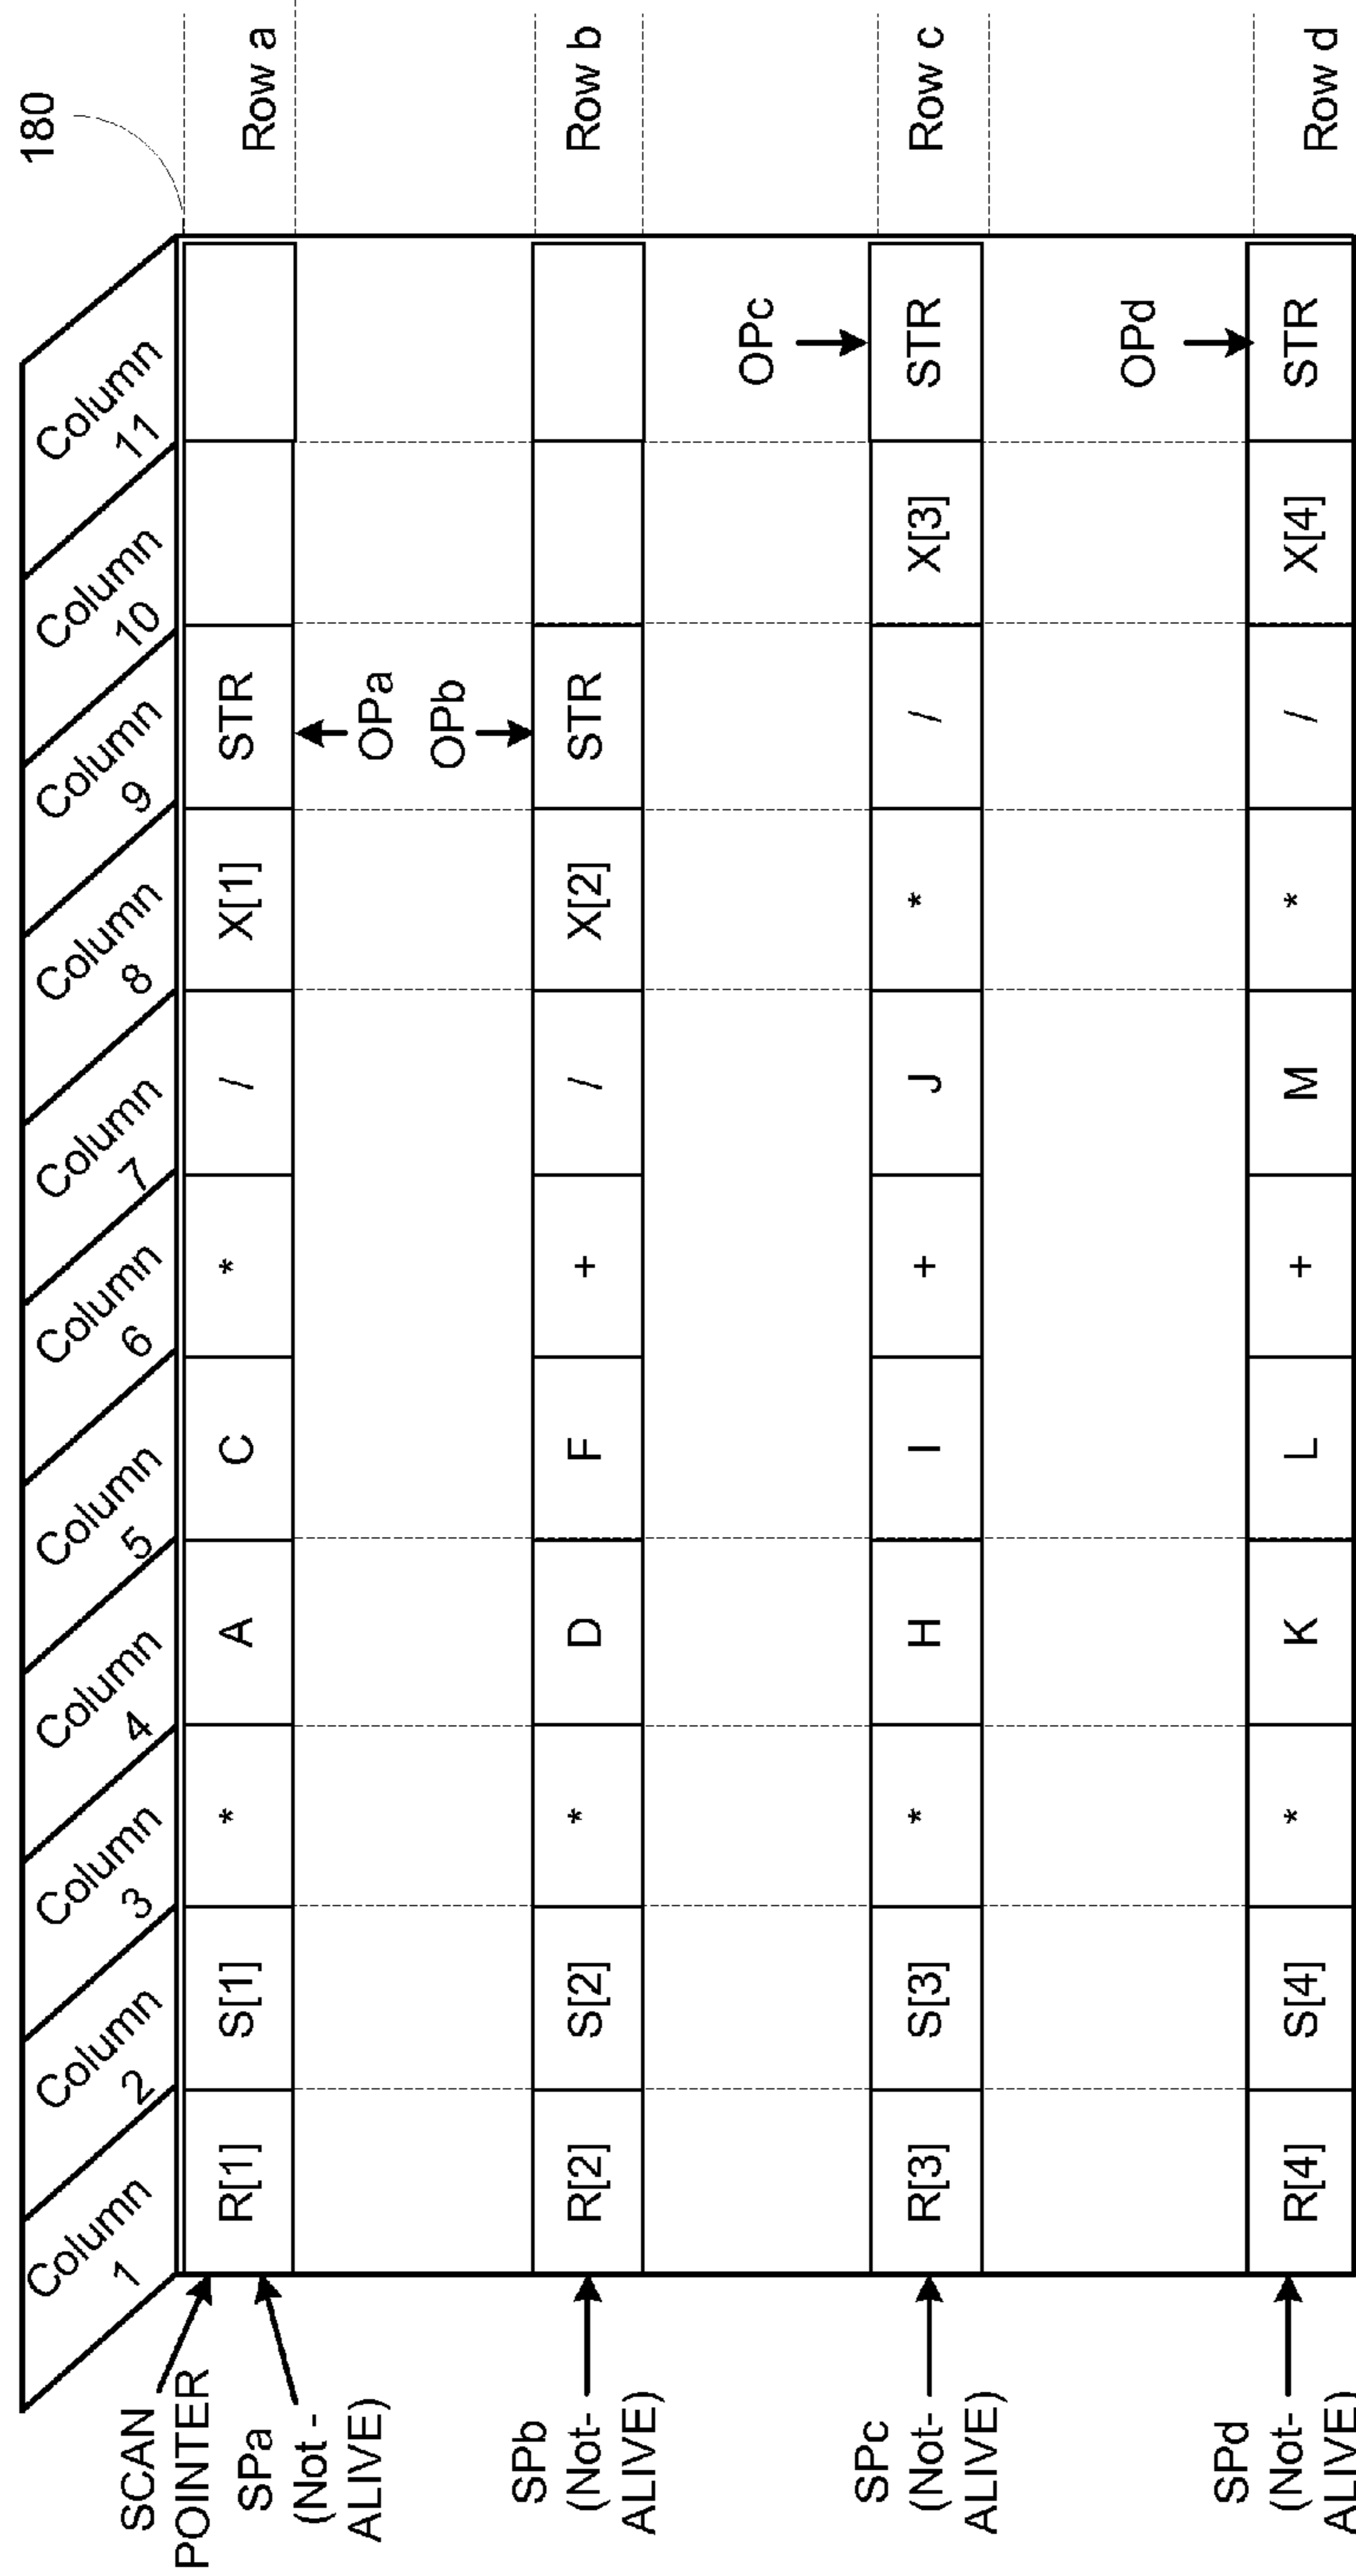 180
Column 1
Column 2
Column 3
Column 4
Column 5
Column 6
Column 7
Column 8
Column 9
Column 10
Column 11
SCAN
POINTER
SPa
(Not -
ALIVE)
R[1] S[1] * A C * / X[1] STR
Row a
OPa
OPb
SPb
(Not-
ALIVE)
R[2] S[2] * D F + / X[2] STR
Row b
OPc
SPc
(Not-
ALIVE)
R[3] S[3] * H I + J * / X[3] STR
Row c
OPd
SPd
(Not-
ALIVE)
R[4] S[4] * K L + M * / X[4] STR
Row d